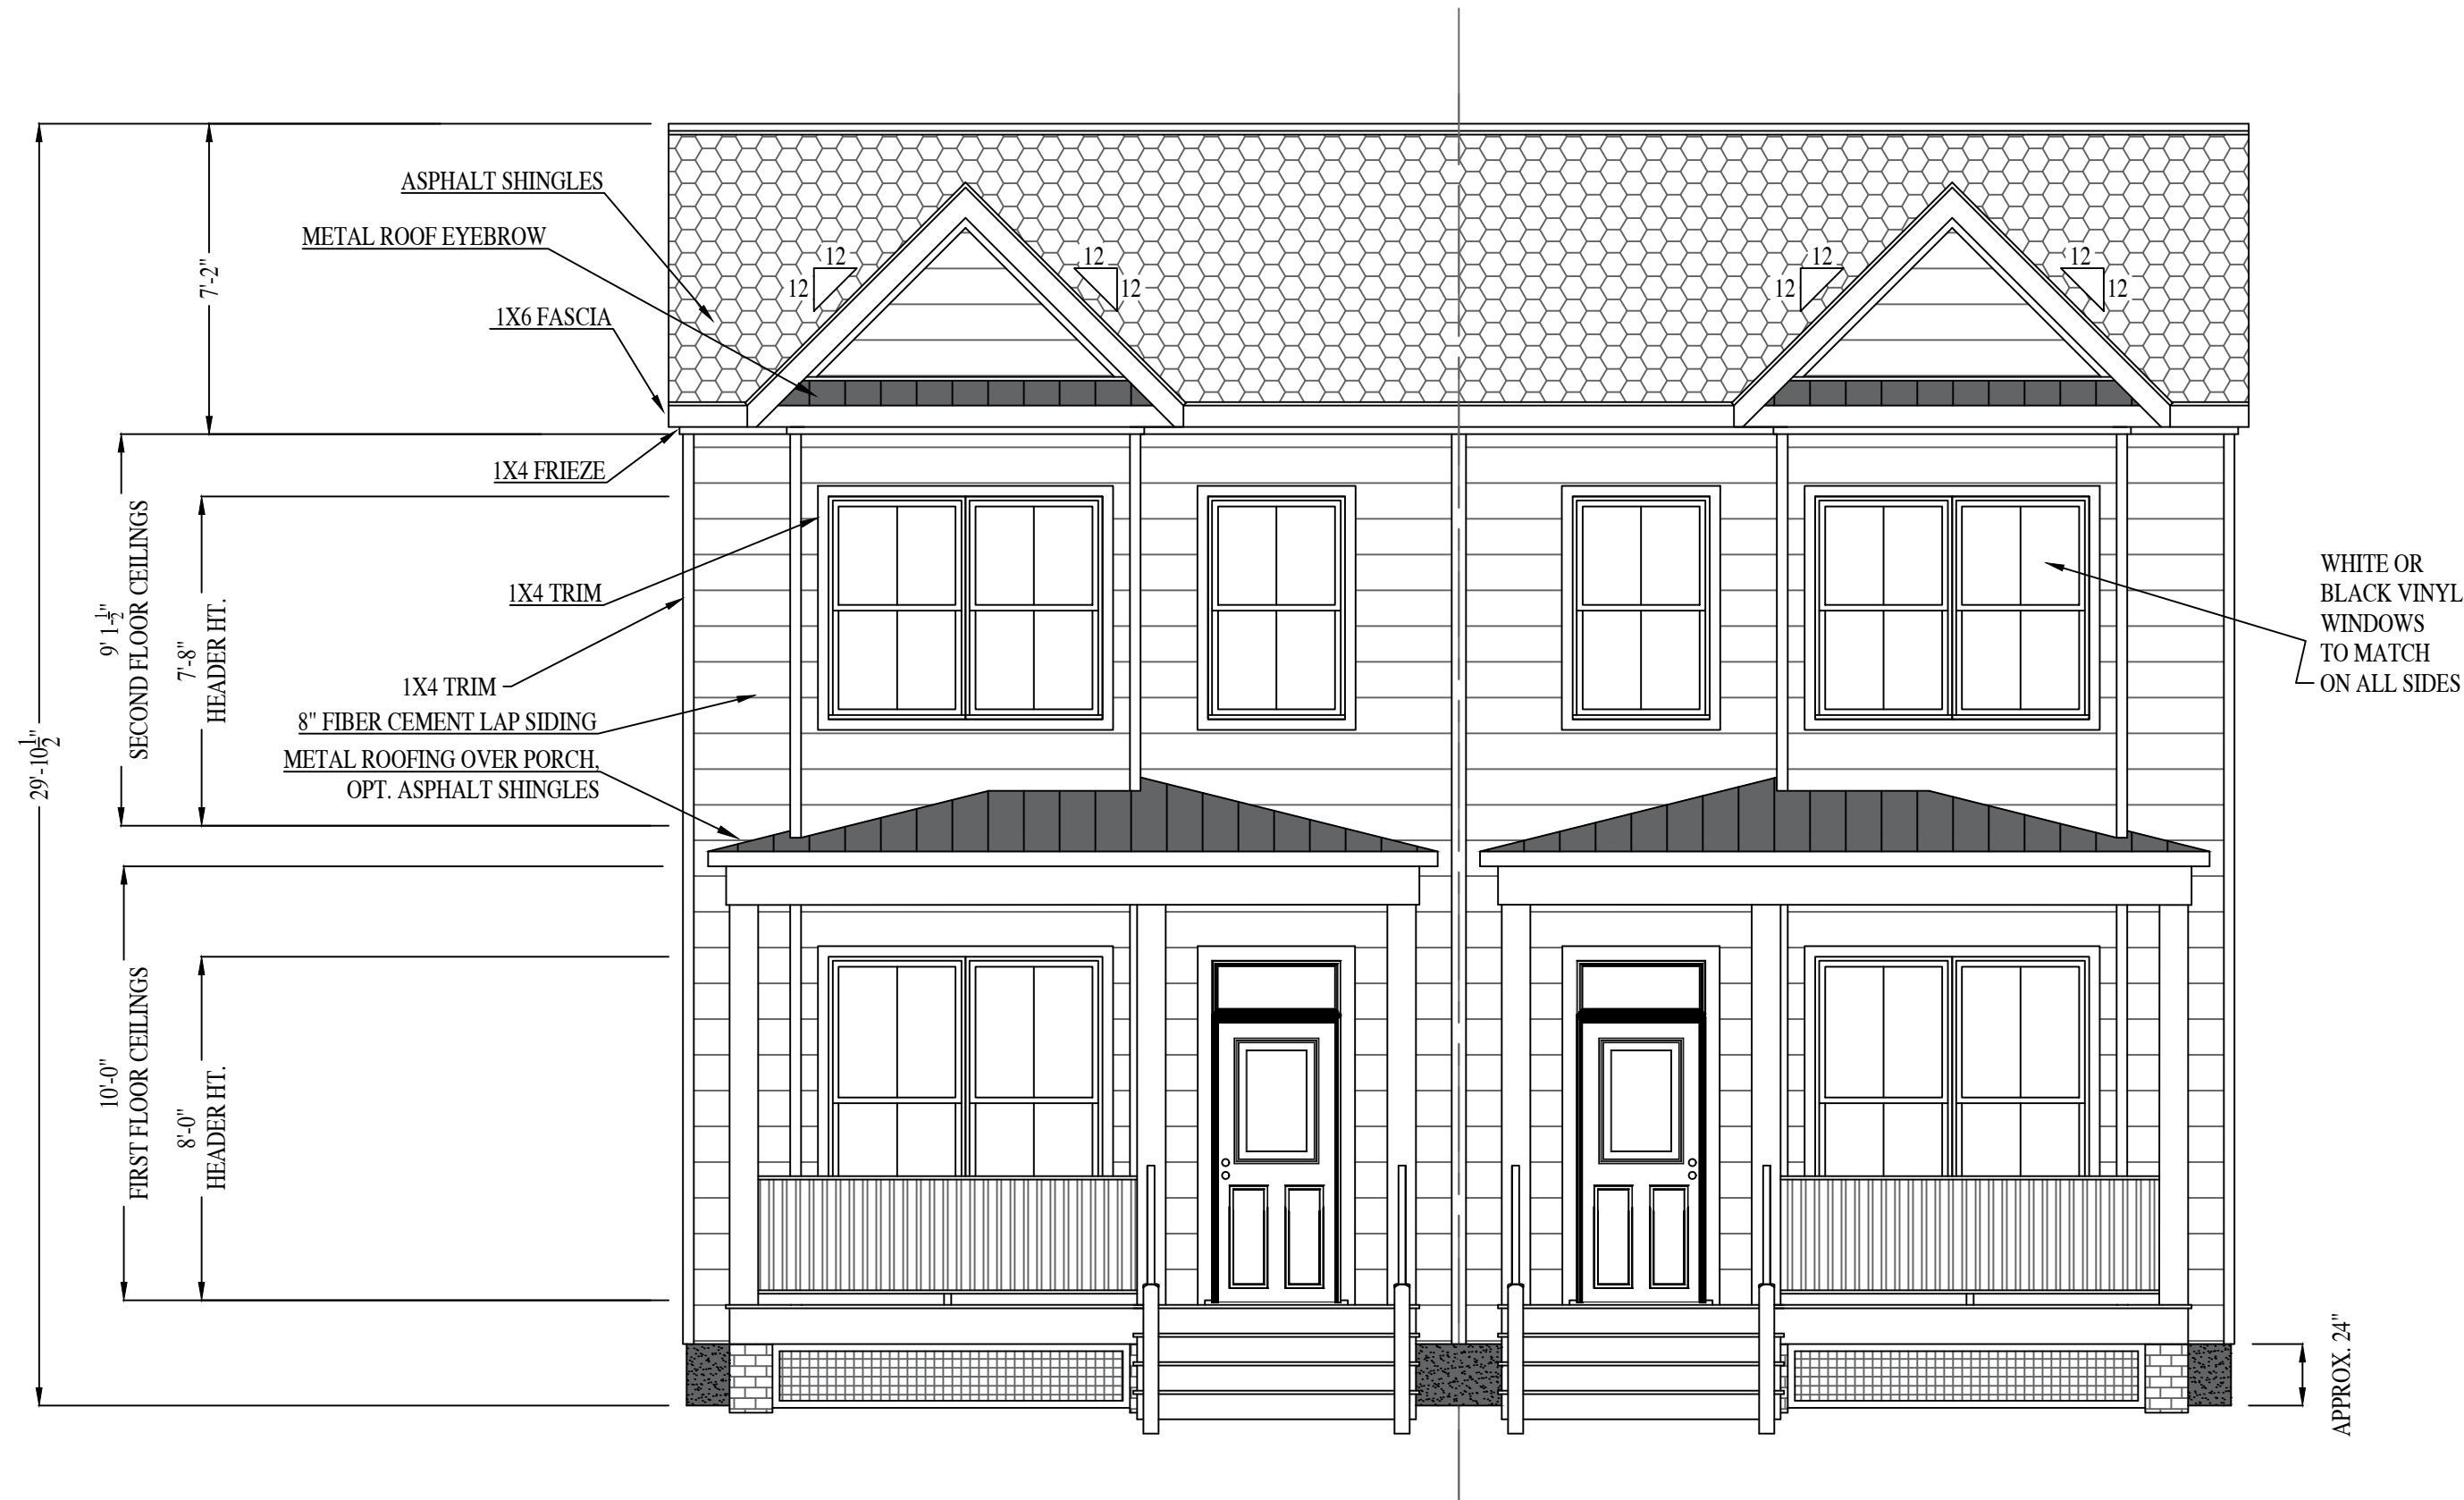 ASPHALT SHINGLES
METAL ROOF EYEBROW
1X6 FASCIA
1X4 FRIEZE
1X4 TRIM
1X4 TRIM
8" FIBER CEMENT LAP SIDING
METAL ROOFING OVER PORCH,
OPT. ASPHALT SHINGLES
29'-10 1/2"
7'-2"
9' 1-1/2"
SECOND FLOOR CEILINGS
7'-8"
HEADER HT.
10'-0"
FIRST FLOOR CEILINGS
8'-0"
HEADER HT.
12
12
12
12
12
12
12
12
WHITE OR
BLACK VINYL
WINDOWS
TO MATCH
ON ALL SIDES
APPROX. 24"